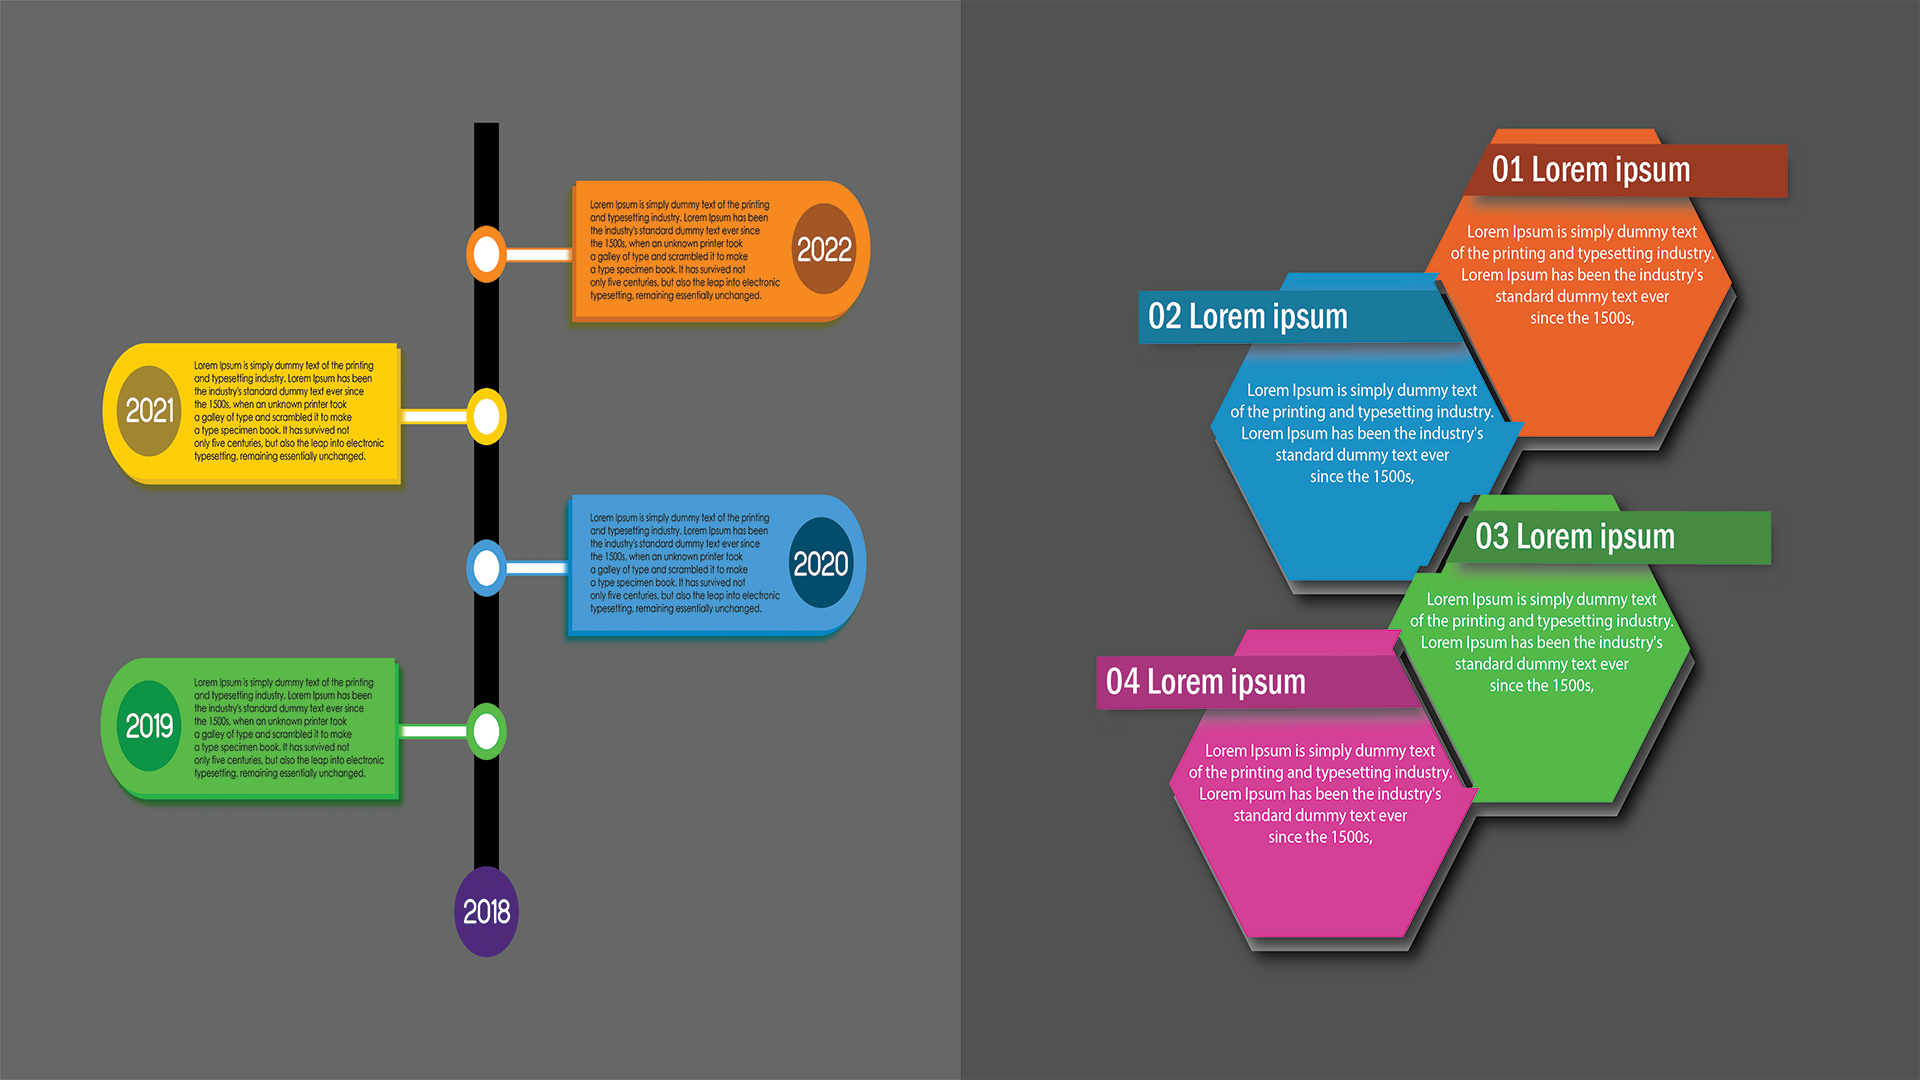 Lorem Ipsum is simply dummy text of the printing
and typesetting industry. Lorem Ipsum has been
the industry's standard dummy text ever since
the 1500s, when an unknown printer took
a galley of type and scrambled it to make
a type specimen book. It has survived not
only five centuries, but also the leap into electronic
typesetting, remaining essentially unchanged.
2022
2021
Lorem Ipsum is simply dummy text of the printing
and typesetting industry. Lorem Ipsum has been
the industry's standard dummy text ever since
the 1500s, when an unknown printer took
a galley of type and scrambled it to make
a type specimen book. It has survived not
only five centuries, but also the leap into electronic
typesetting, remaining essentially unchanged.
Lorem Ipsum is simply dummy text of the printing
and typesetting industry. Lorem Ipsum has been
the industry's standard dummy text ever since
the 1500s, when an unknown printer took
a galley of type and scrambled it to make
a type specimen book. It has survived not
only five centuries, but also the leap into electronic
typesetting, remaining essentially unchanged.
2020
2019
Lorem Ipsum is simply dummy text of the printing
and typesetting industry. Lorem Ipsum has been
the industry's standard dummy text ever since
the 1500s, when an unknown printer took
a galley of type and scrambled it to make
a type specimen book. It has survived not
only five centuries, but also the leap into electronic
typesetting, remaining essentially unchanged.
2018
01 Lorem ipsum
Lorem Ipsum is simply dummy text
of the printing and typesetting industry.
Lorem Ipsum has been the industry's
standard dummy text ever
since the 1500s,
02 Lorem ipsum
Lorem Ipsum is simply dummy text
of the printing and typesetting industry.
Lorem Ipsum has been the industry's
standard dummy text ever
since the 1500s,
03 Lorem ipsum
Lorem Ipsum is simply dummy text
of the printing and typesetting industry.
Lorem Ipsum has been the industry's
standard dummy text ever
since the 1500s,
04 Lorem ipsum
Lorem Ipsum is simply dummy text
of the printing and typesetting industry.
Lorem Ipsum has been the industry's
standard dummy text ever
since the 1500s,